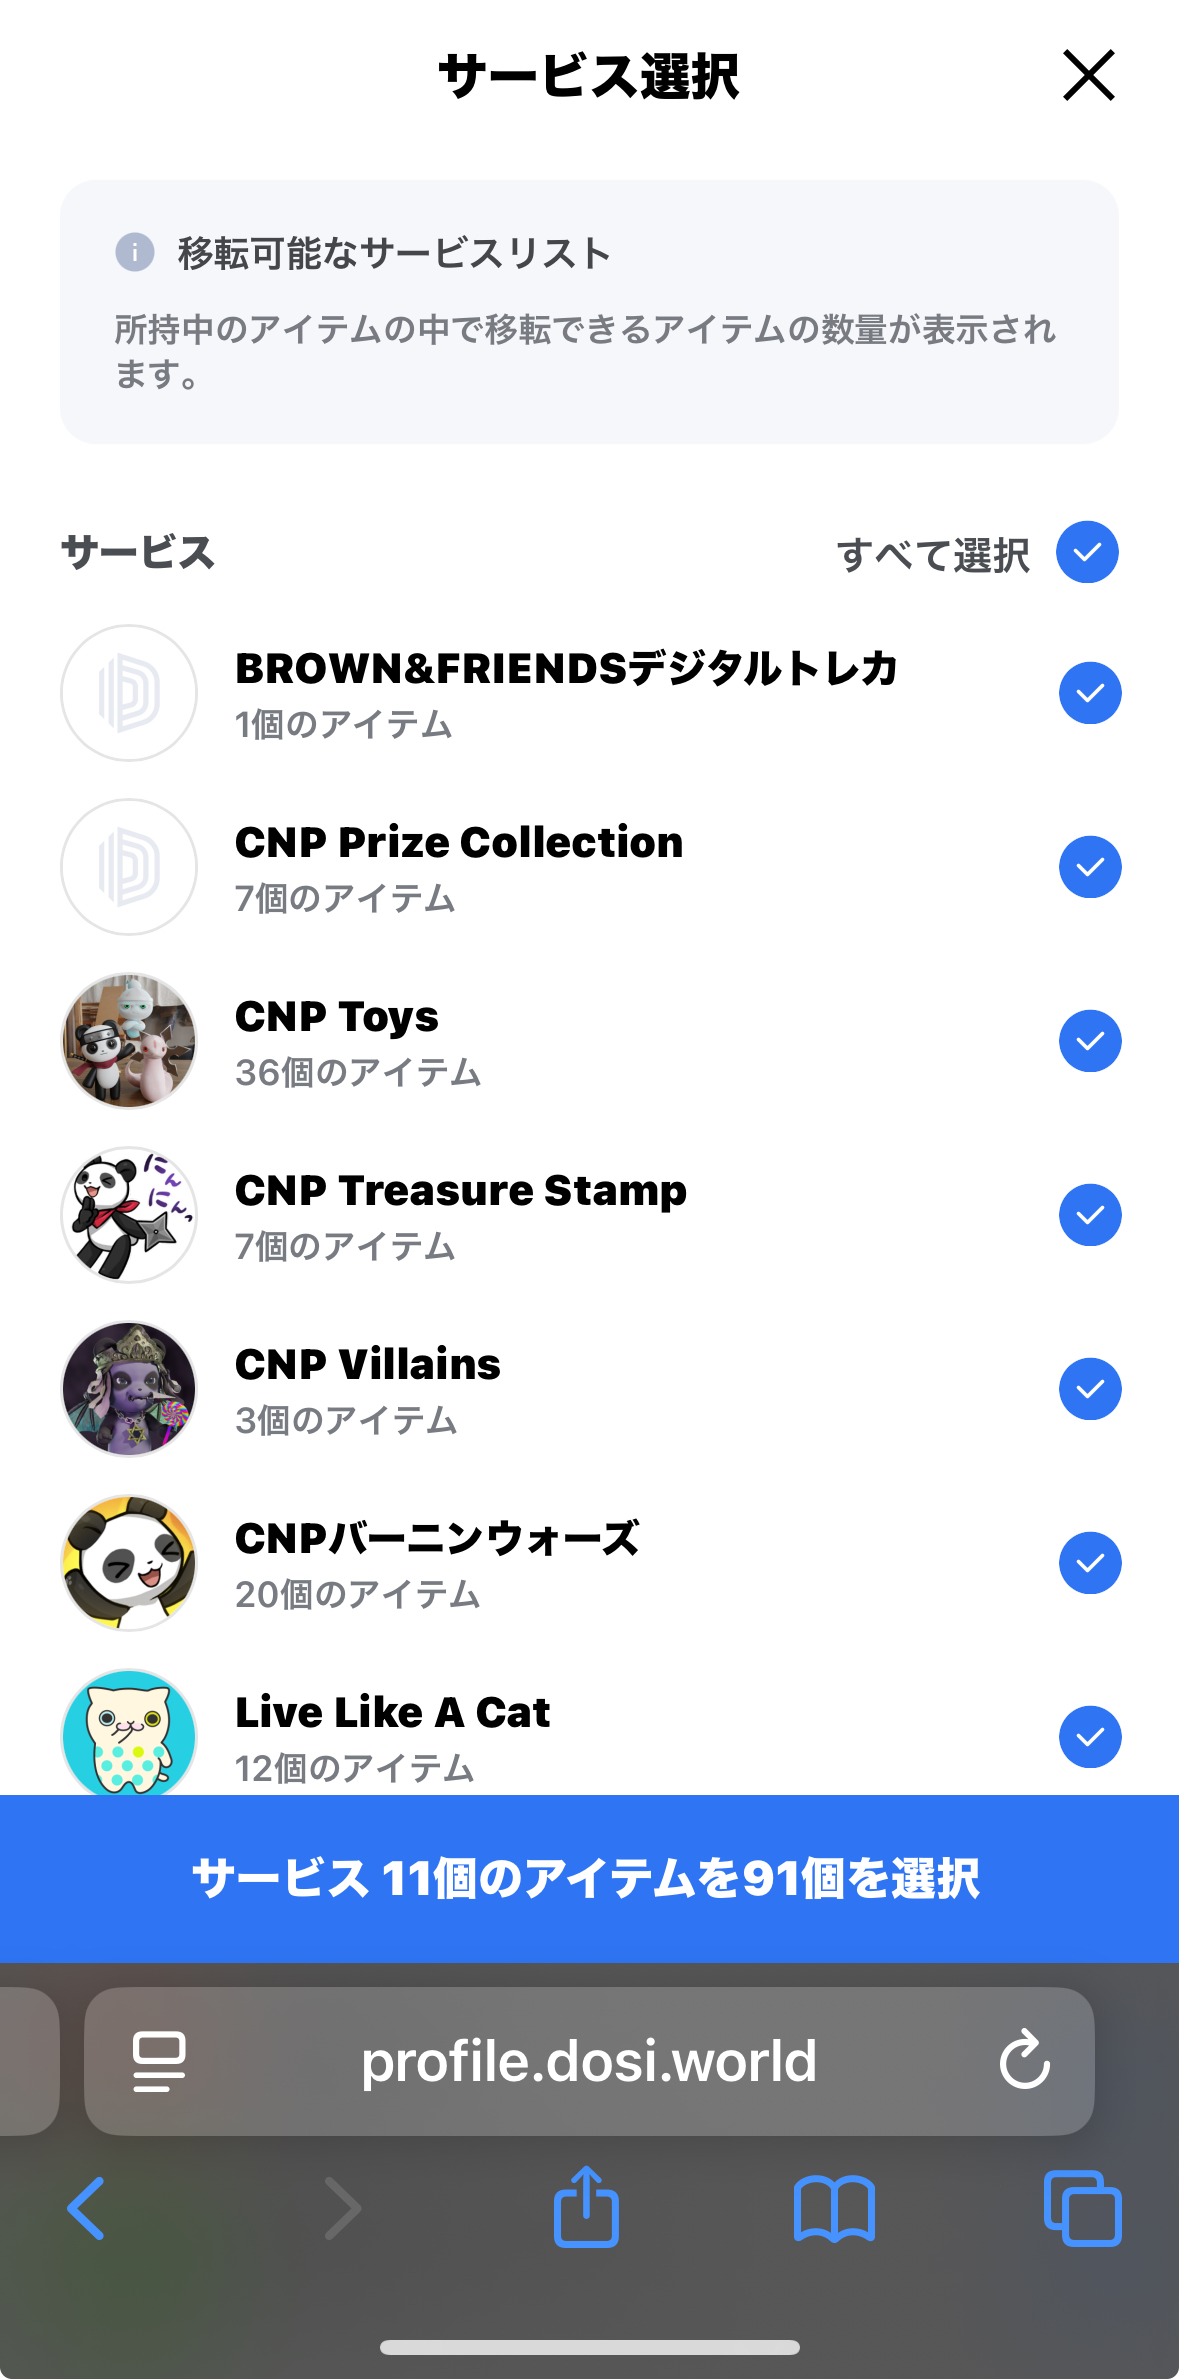 サービス選択
移転可能なサービスリスト
所持中のアイテムの中で移転できるアイテムの数量が表示され
ます。
サービス
すべて選択
BROWN&FRIENDSデジタルトレカ
1個のアイテム
CNP Prize Collection
7個のアイテム
CNP Toys
36個のアイテム
にん
にんっ
CNP Treasure Stamp
7個のアイテム
CNP Villains
3個のアイテム
CNPバーニンウォーズ
20個のアイテム
Live Like A Cat
12個のアイテム
サービス 11個のアイテムを91個を選択
profile.dosi.world